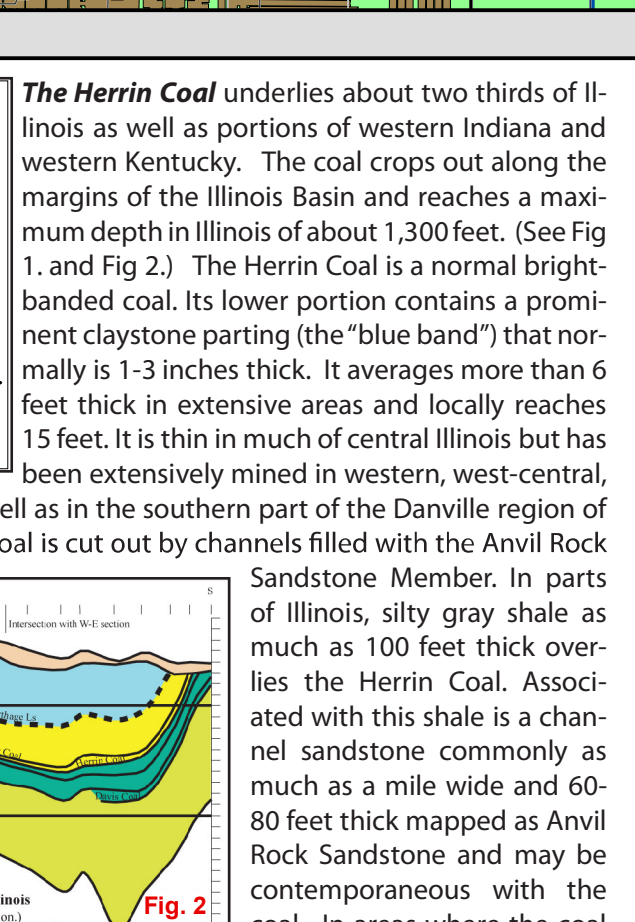 The Herrin Coal underlies about two thirds of Il-
linois as well as portions of western Indiana and
western Kentucky. The coal crops out along the
margins of the Illinois Basin and reaches a maxi-
mum depth in Illinois of about 1,300 feet. (See Fig
1. and Fig 2.) The Herrin Coal is a normal bright-
banded coal. Its lower portion contains a promi-
nent claystone parting (the “blue band”) that nor-
mally is 1-3 inches thick. It averages more than 6
feet thick in extensive areas and locally reaches
15 feet. It is thin in much of central Illinois but has
been extensively mined in western, west-central,
ell as in the southern part of the Danville region of
oal is cut out by channels filled with the Anvil Rock
Sandstone Member. In parts
of Illinois, silty gray shale as
much as 100 feet thick over-
lies the Herrin Coal. Associ-
ated with this shale is a chan-
nel sandstone commonly as
much as a mile wide and 60-
80 feet thick mapped as Anvil
Rock Sandstone and may be
contemporaneous with the
coal. In areas where the coal
S
Intersection with W-E section
thage Ls
Coal
Herrin Coal
Davis Coal
inois
on.)
Fig. 2